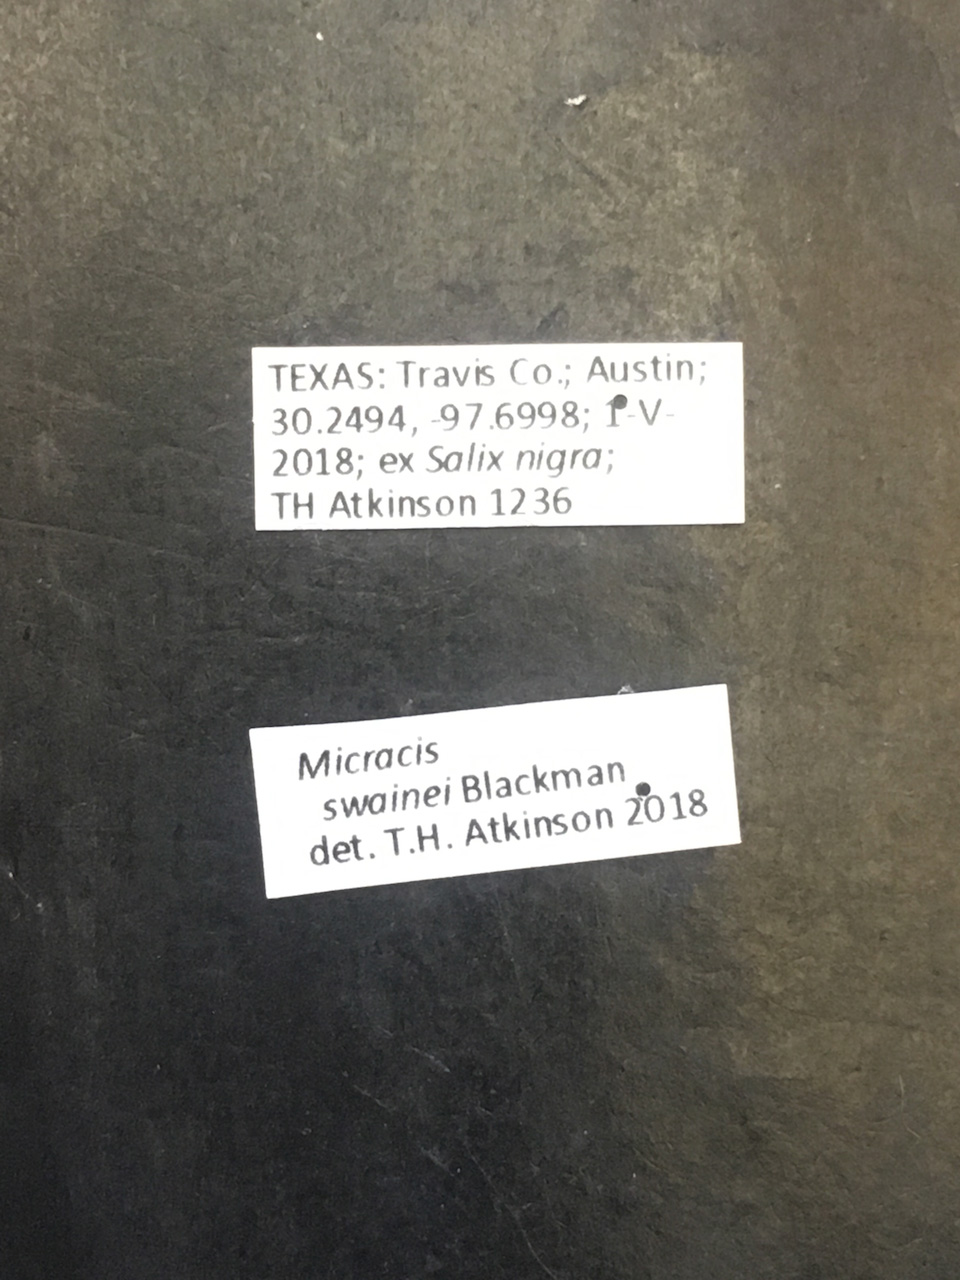 TEXAS: Travis Co.; Austin;
30.2494, -97.6998; 1-V-
2018; ex Salix nigra;
TH Atkinson 1236
Micracis
swainei Blackman
det. T.H. Atkinson 2018